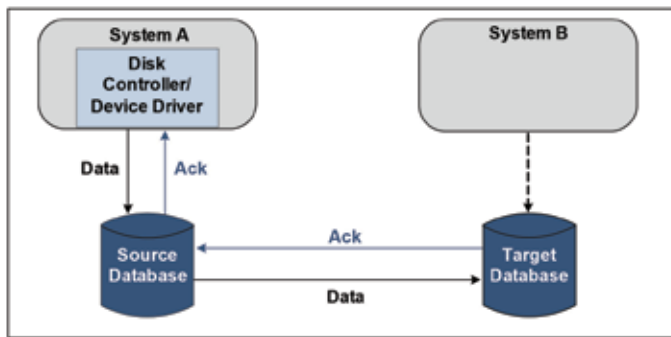 System A
System B
Disk
Controller/
Device Driver
Data
Ack
Ack
Source
Database
Target
Database
Data